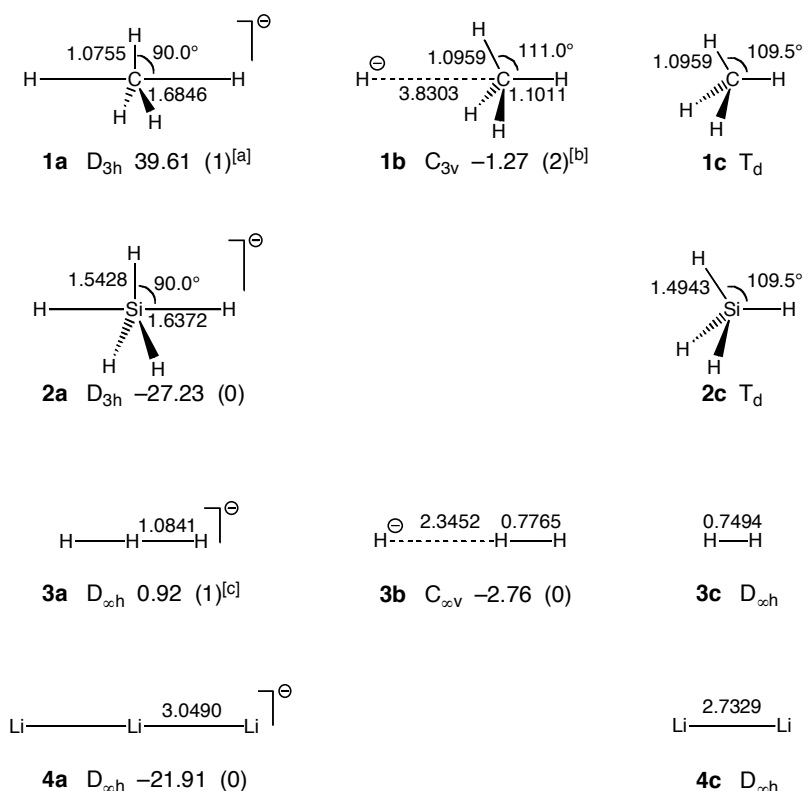 H
⊖
1.0755 90.0°
H C H
1.6846
H H
1a D3h 39.61 (1)[a]
H
1.0959 111.0°
⊖
H C H
3.8303 1.1011
H
H
1b C3v –1.27 (2)[b]
H
1.0959 109.5°
C H
H
H
1c Td
H
⊖
1.5428 90.0°
H Si H
1.6372
H H
2a D3h –27.23 (0)
H
1.4943 109.5°
Si H
H
H
2c Td
⊖
1.0841
H H H
3a D∞h 0.92 (1)[c]
⊖ 2.3452 0.7765
H H H
3b C∞v –2.76 (0)
0.7494
H H
3c D∞h
⊖
3.0490
Li Li Li
4a D∞h –21.91 (0)
2.7329
Li Li
4c D∞h